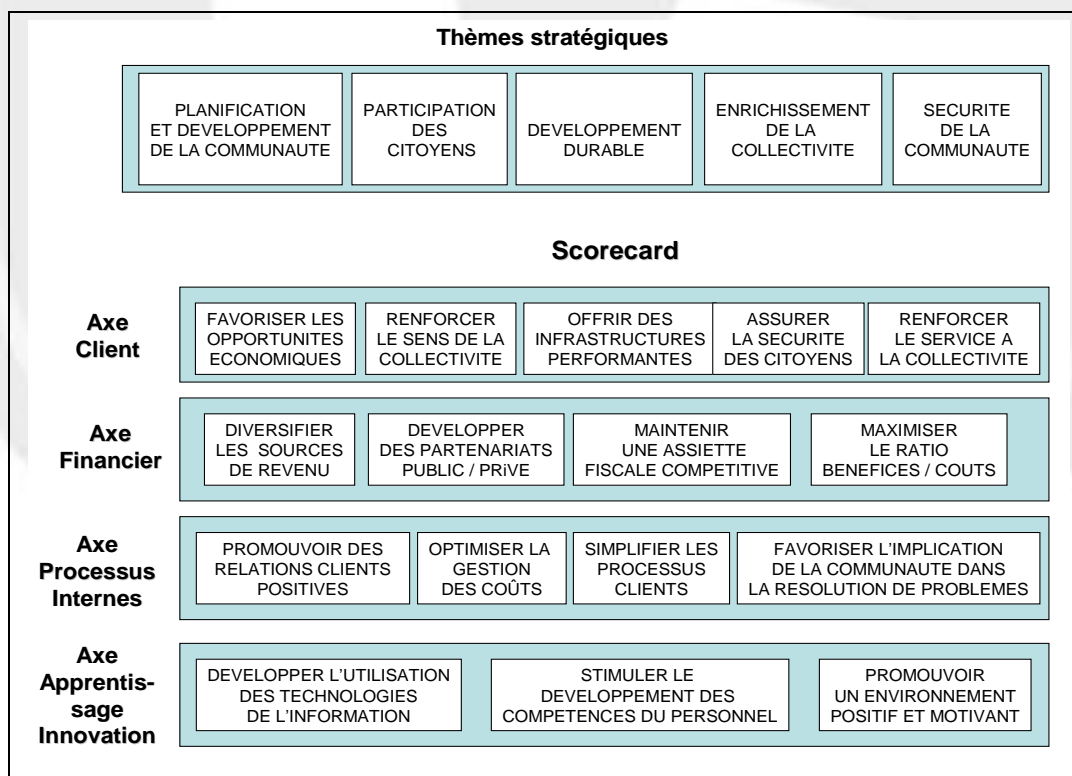 Thèmes stratégiques
PLANIFICATION
ET DEVELOPPEMENT
DE LA COMMUNAUTE
PARTICIPATION
DES
CITOYENS
DEVELOPPEMENT
DURABLE
ENRICHISSEMENT
DE LA
COLLECTIVITE
SECURITE
DE LA
COMMUNAUTE
Scorecard
Axe
Client
FAVORISER LES
OPPORTUNITES
ECONOMIQUES
RENFORCER
LE SENS DE LA
COLLECTIVITE
OFFRIR DES
INFRASTRUCTURES
PERFORMANTES
ASSURER
LA SECURITE
DES CITOYENS
RENFORCER
LE SERVICE A
LA COLLECTIVITE
Axe
Financier
DIVERSIFIER
LES SOURCES
DE REVENU
DEVELOPPER
DES PARTENARIATS
PUBLIC / PRiVE
MAINTENIR
UNE ASSIETTE
FISCALE COMPETITIVE
MAXIMISER
LE RATIO
BENEFICES / COUTS
Axe
Processus
Internes
PROMOUVOIR DES
RELATIONS CLIENTS
POSITIVES
OPTIMISER LA
GESTION
DES COÛTS
SIMPLIFIER LES
PROCESSUS
CLIENTS
FAVORISER L'IMPLICATION
DE LA COMMUNAUTE DANS
LA RESOLUTION DE PROBLEMES
Axe
Apprentis-
sage
Innovation
DEVELOPPER L'UTILISATION
DES TECHNOLOGIES
DE L'INFORMATION
STIMULER LE
DEVELOPPEMENT DES
COMPETENCES DU PERSONNEL
PROMOUVOIR
UN ENVIRONNEMENT
POSITIF ET MOTIVANT